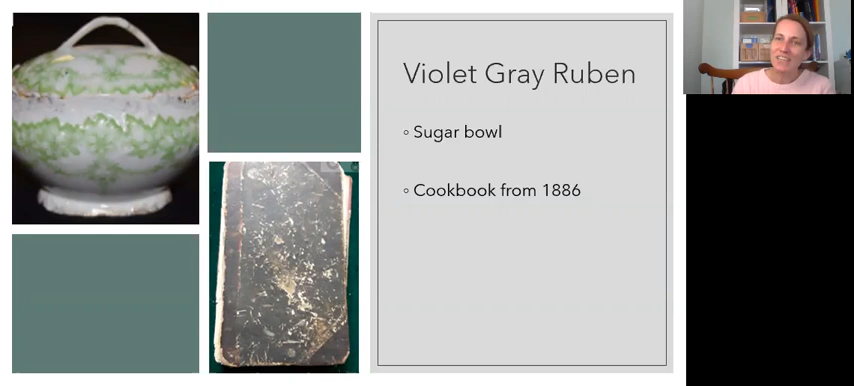 Violet Gray Ruben
◦ Sugar bowl
◦ Cookbook from 1886